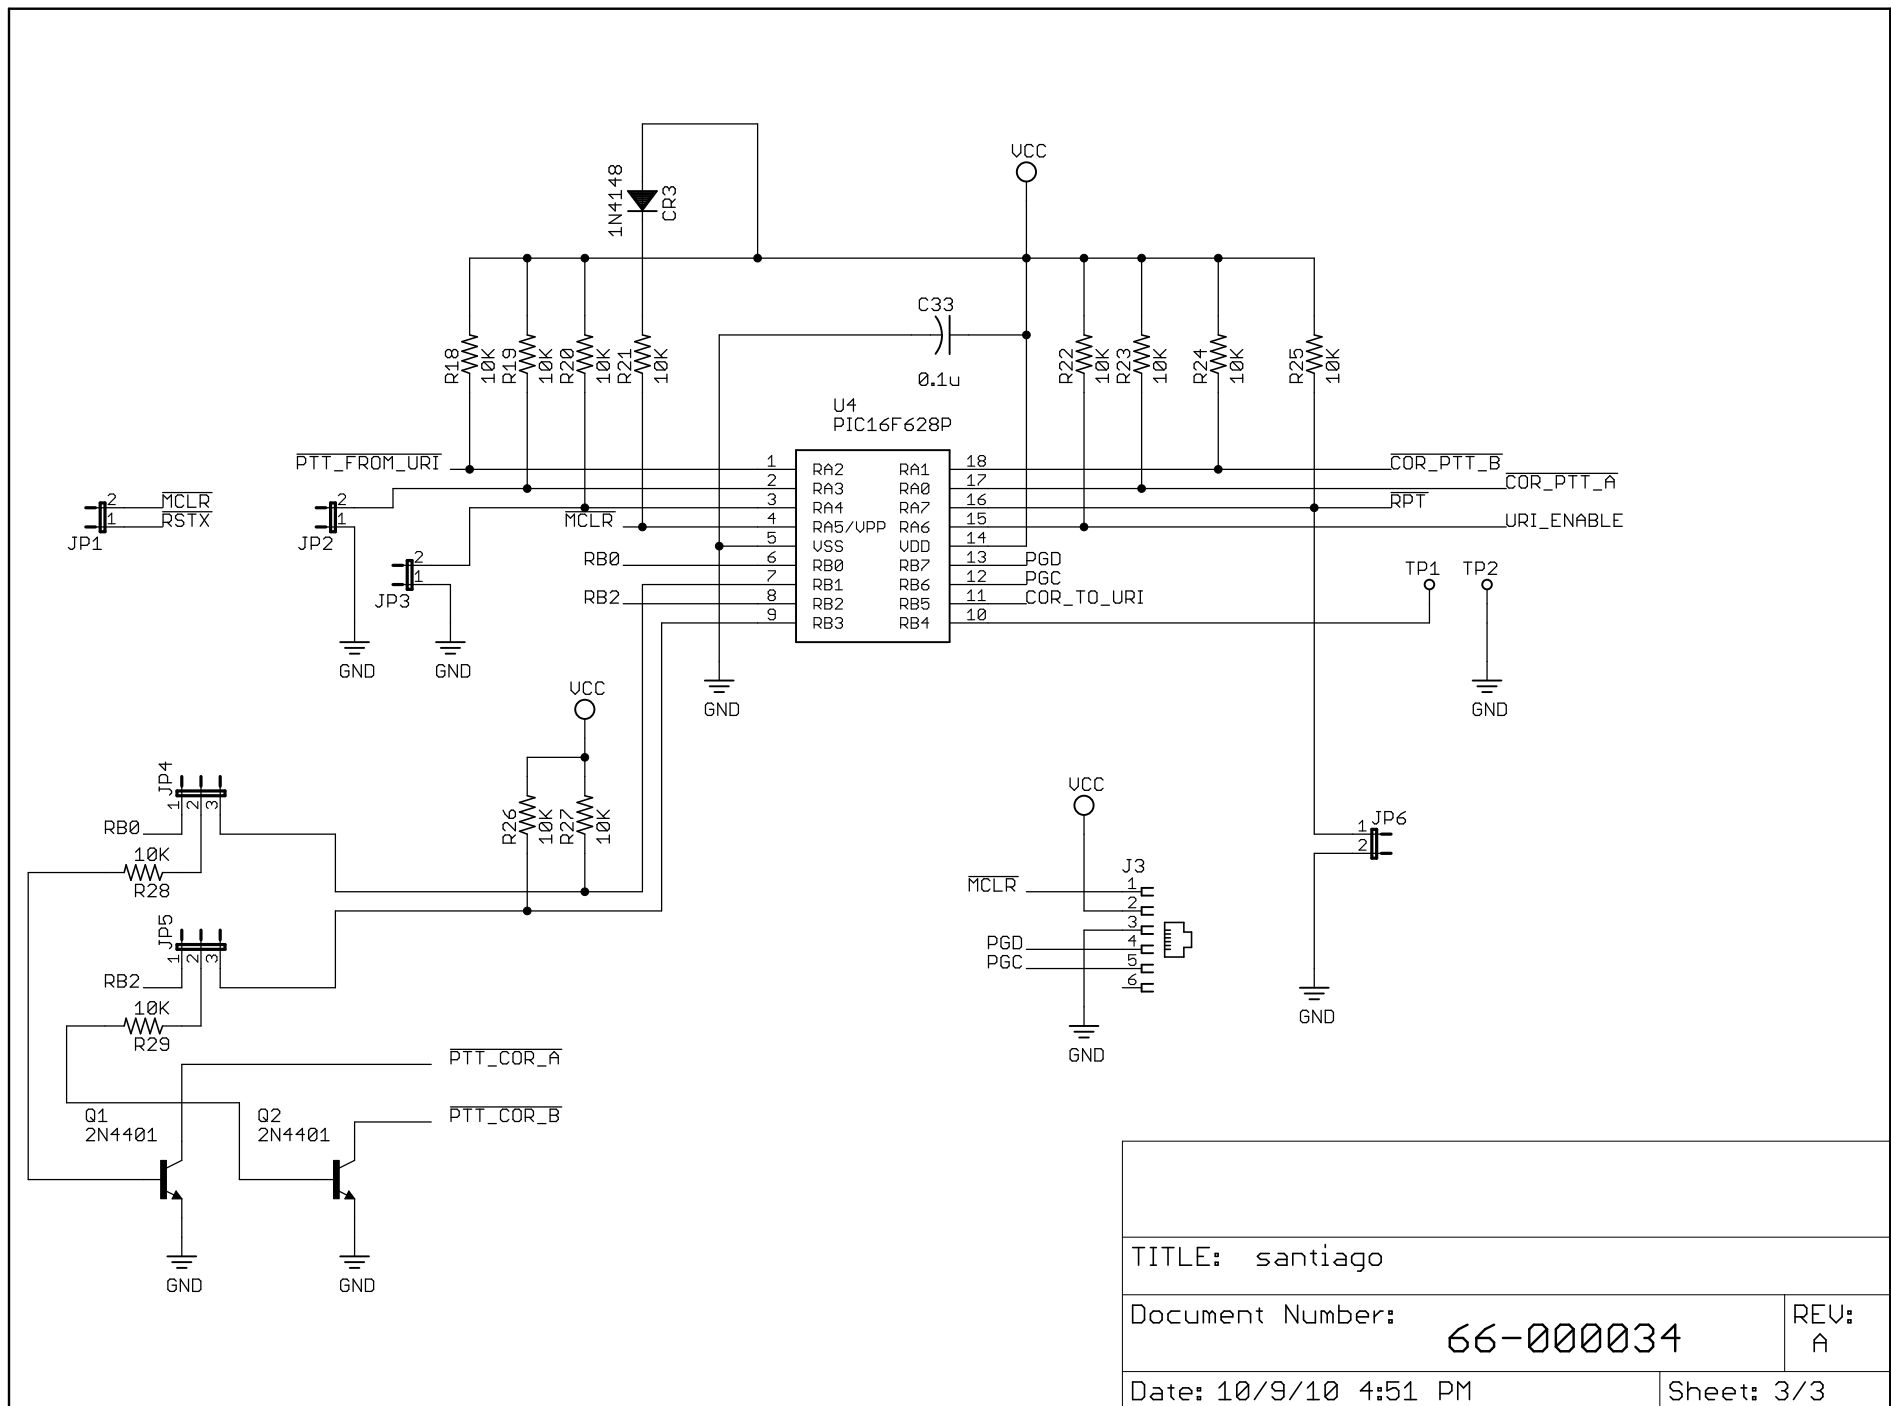 VCC
1N4148
CR3
C33
0.1u
R18
10K
R19
10K
R20
10K
R21
10K
R22
10K
R23
10K
R24
10K
R25
10K
U4
PIC16F628P
PTT_FROM_URI
1 RA2 RA1 18
COR_PTT_B
2 RA3 RA0 17
COR_PTT_A
3 RA4 RA7 16
RPT
MCLR
4 RA5/VPP RA6 15
URI_ENABLE
5 VSS VDD 14
RB0
6 RB0 RB7 13
PGD
7 RB1 RB6 12
PGC
RB2
8 RB2 RB5 11
COR_TO_URI
9 RB3 RB4 10
2 MCLR
1 RSTX
JP1
2
1
JP2
2
1
JP3
GND
GND
GND
TP1
TP2
GND
VCC
R26
10K
R27
10K
JP4
1
2
3
RB0
10K
R28
JP5
1
2
3
RB2
10K
R29
PTT_COR_A
PTT_COR_B
Q1
2N4401
Q2
2N4401
GND
GND
VCC
J3
MCLR
1
2
3
PGD
4
PGC
5
6
GND
1
2
JP6
GND
TITLE: santiago
Document Number:
66-000034
REV:
A
Date: 10/9/10 4:51 PM
Sheet: 3/3